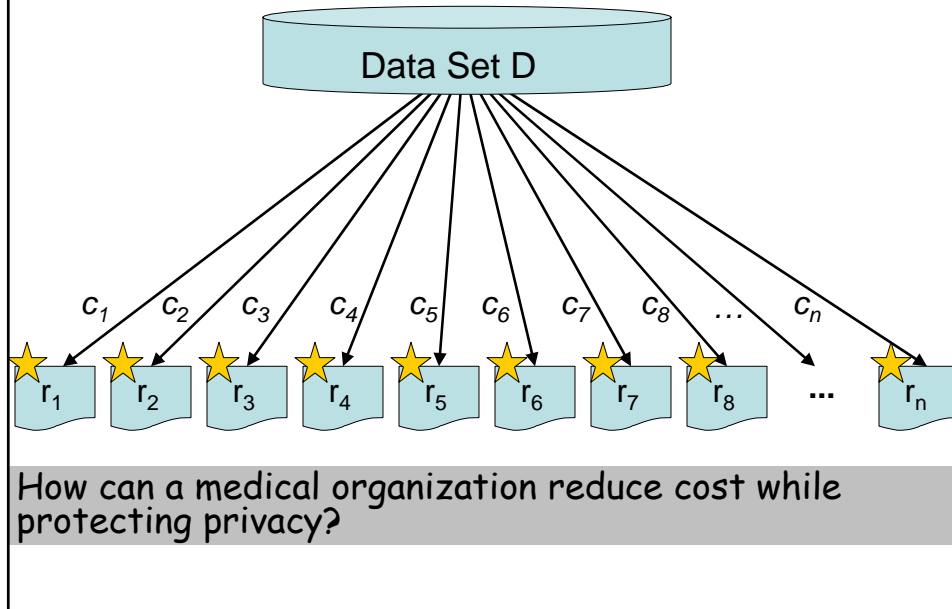 Data Set D
c₁ c₂ c₃ c₄ c₅ c₆ c₇ c₈ … cₙ
r₁ r₂ r₃ r₄ r₅ r₆ r₇ r₈ ... rₙ
How can a medical organization reduce cost while
protecting privacy?